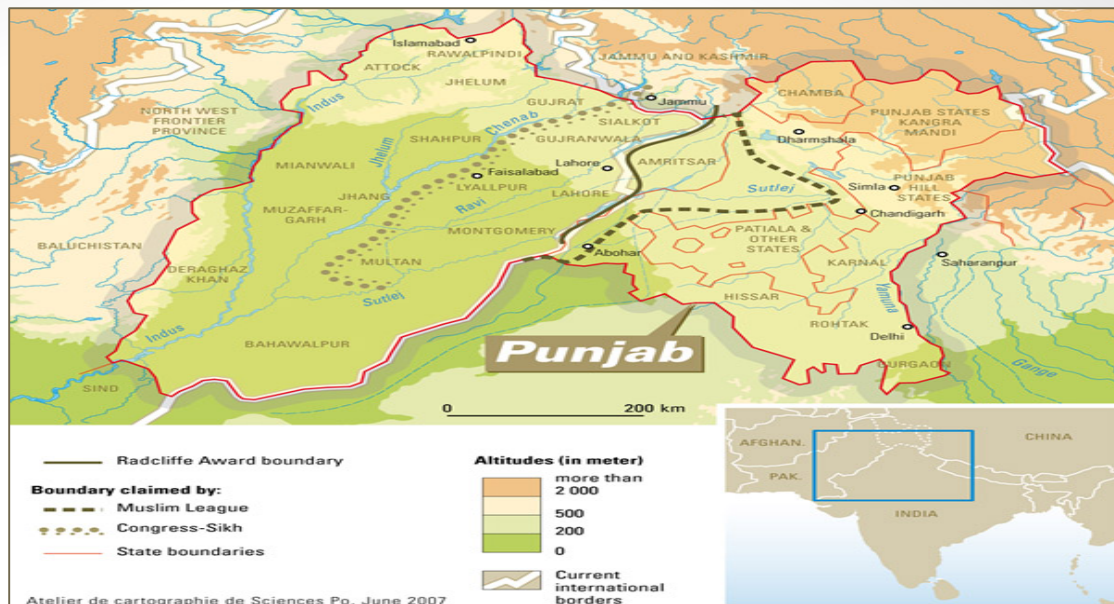 Islamabad
RAWALPINDI
ATTOCK
JHELUM
JAMMU AND KASHMIR
Jammu
CHAMBA
NORTH WEST
FRONTIER
PROVINCE
Indus
GUJRAT
Chenab
SIALKOT
PUNJAB STATES
KANGRA
MANDI
SHAHPUR
GUJRANWALA
Dharmshala
MIANWALI
Jhelum
Lahore
AMRITSAR
Faisalabad
LYALLPUR
LAHORE
Sutlej
Simla
PUNJAB
HILL
STATES
JHANG
Ravi
MUZAFFAR-
GARH
MONTGOMERY
Chandigarh
BALUCHISTAN
MULTAN
Abohar
PATIALA &
OTHER
STATES
KARNAL
Saharanpur
DERAGHAZ
KHAN
Sutlej
HISSAR
Yamuna
Indus
BAHAWALPUR
ROHTAK
Delhi
SIND
Punjab
GURGAON
Gange
0 200 km
Radcliffe Award boundary
Boundary claimed by:
Muslim League
Congress-Sikh
State boundaries
Altitudes (in meter)
more than
2 000
500
200
0
Current
international
borders
AFGHAN.
CHINA
PAK.
INDIA
Atelier de cartographie de Sciences Po, June 2007